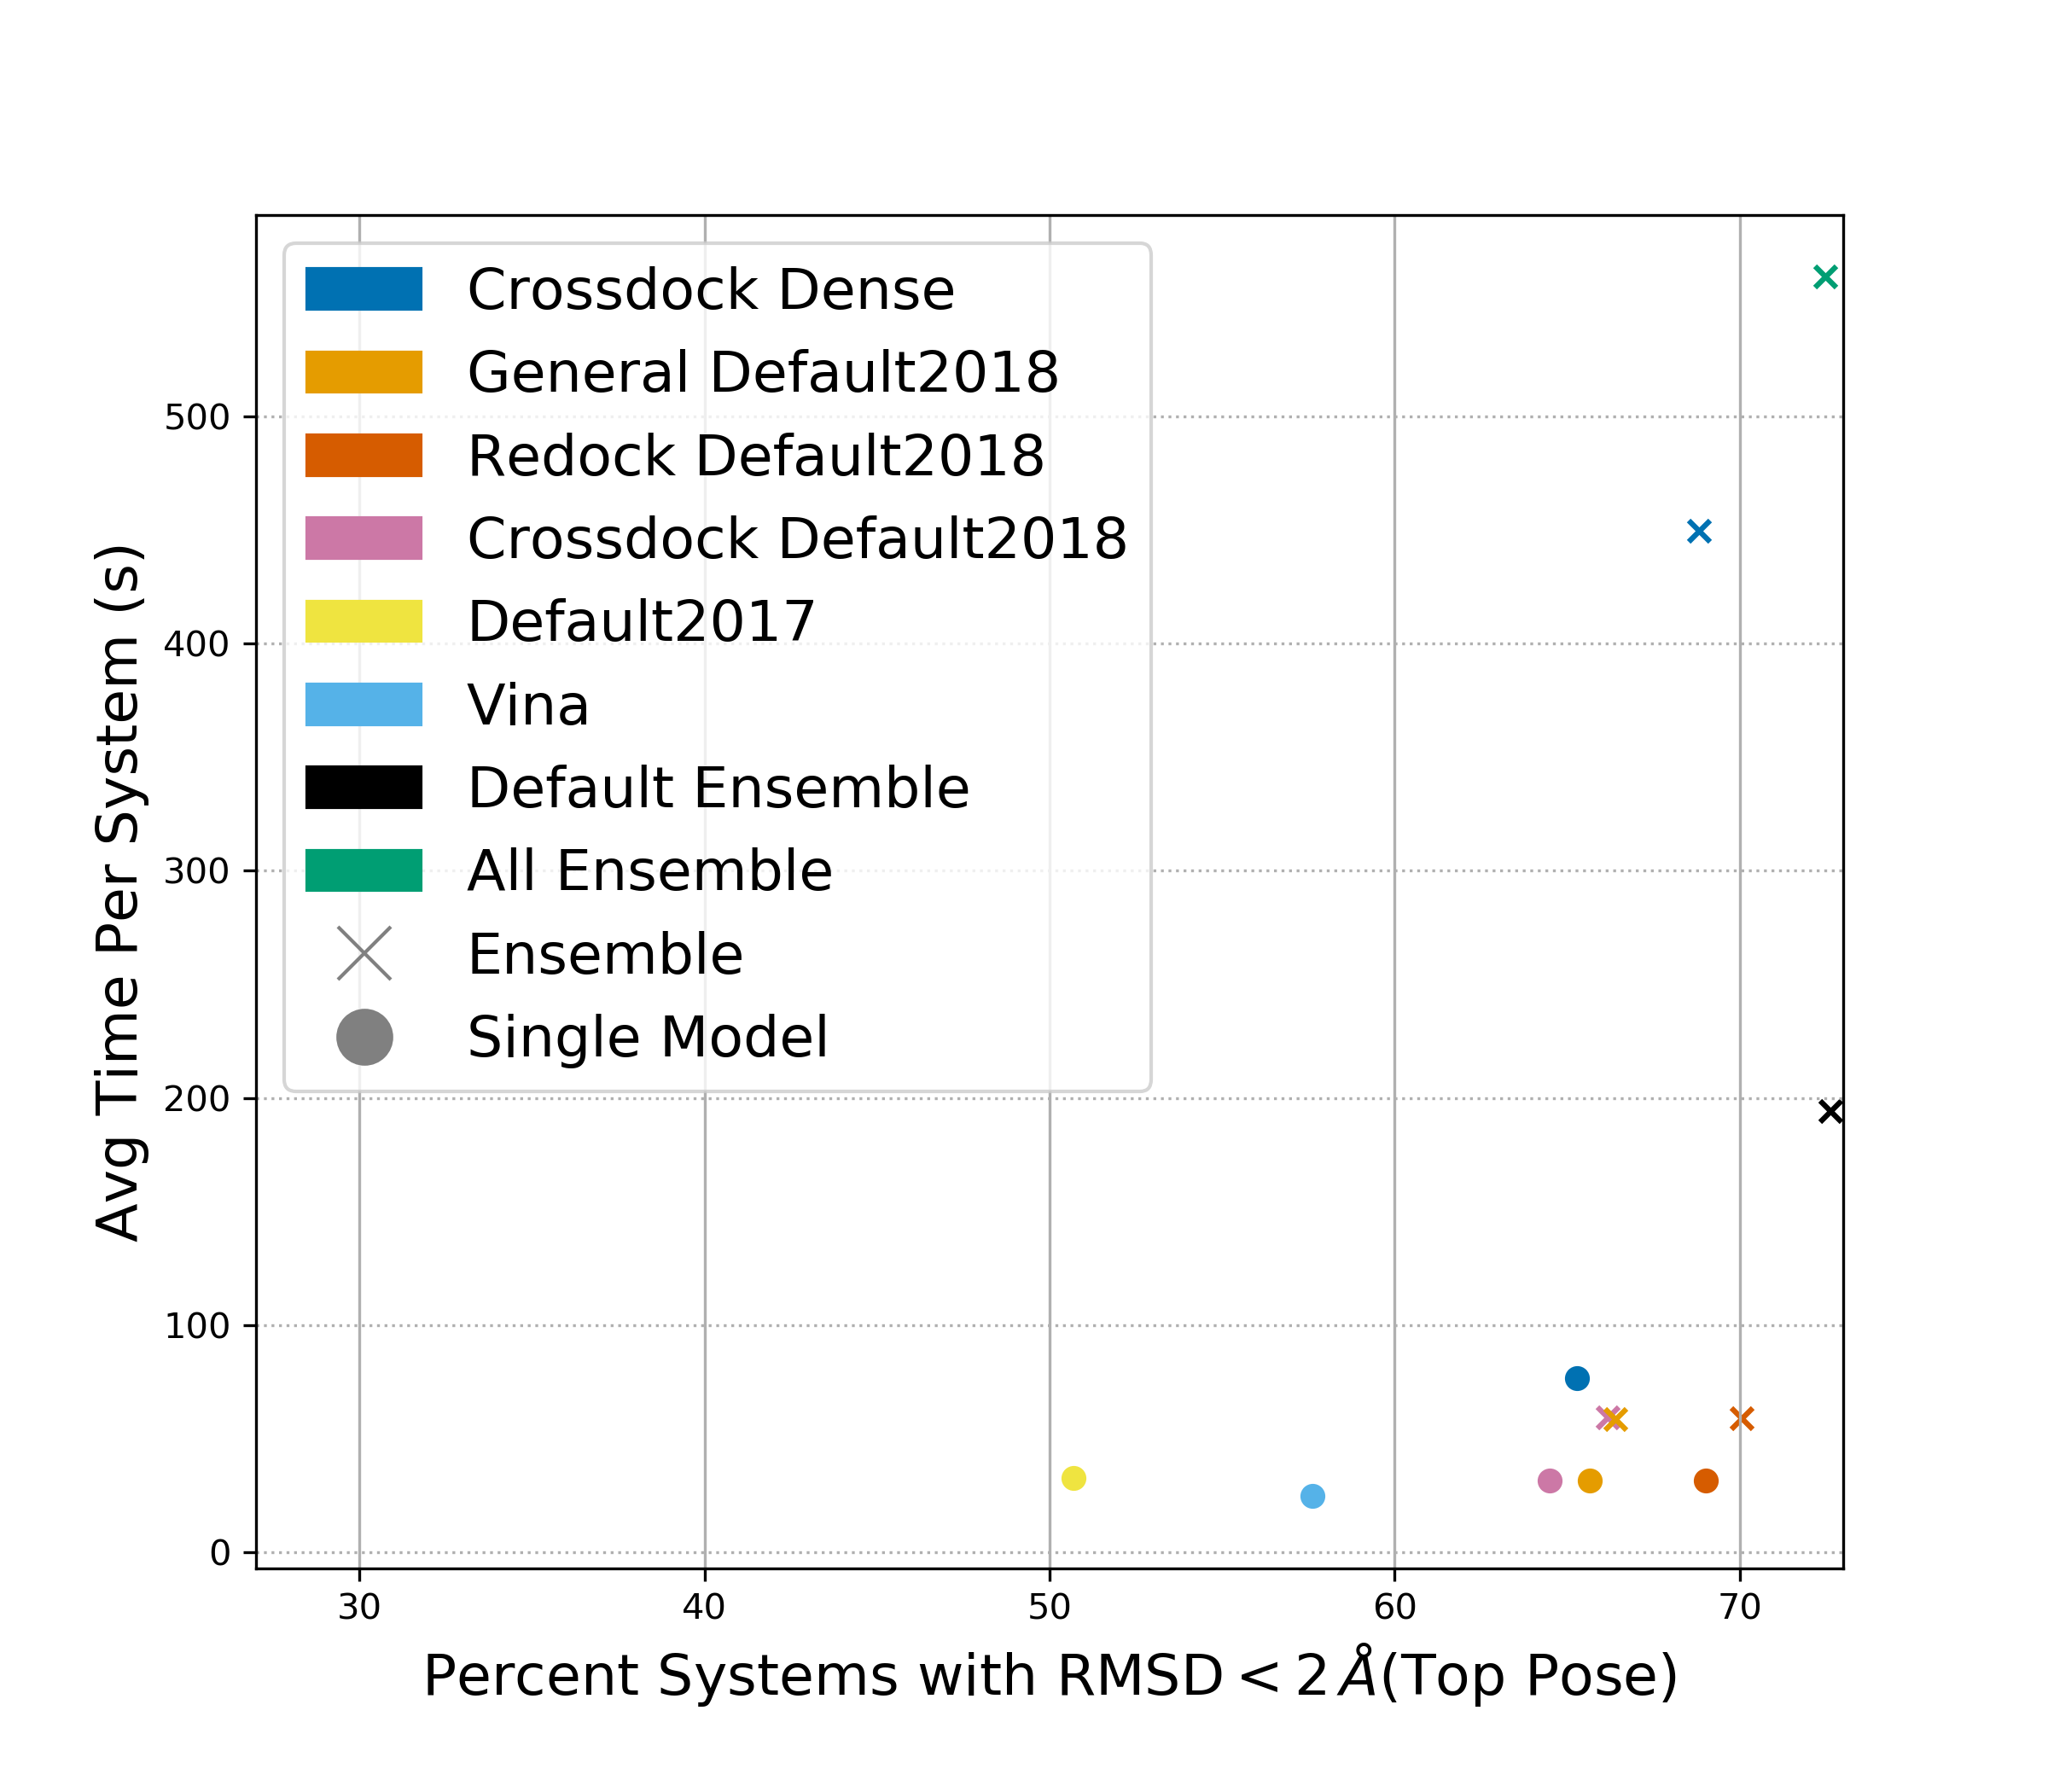 Crossdock Dense
General Default2018
Redock Default2018
Crossdock Default2018
Default2017
Vina
Default Ensemble
All Ensemble
Ensemble
Single Model
Avg Time Per System (s)
500
400
300
200
100
0
30 40 50 60 70
Percent Systems with RMSD < 2 Å(Top Pose)